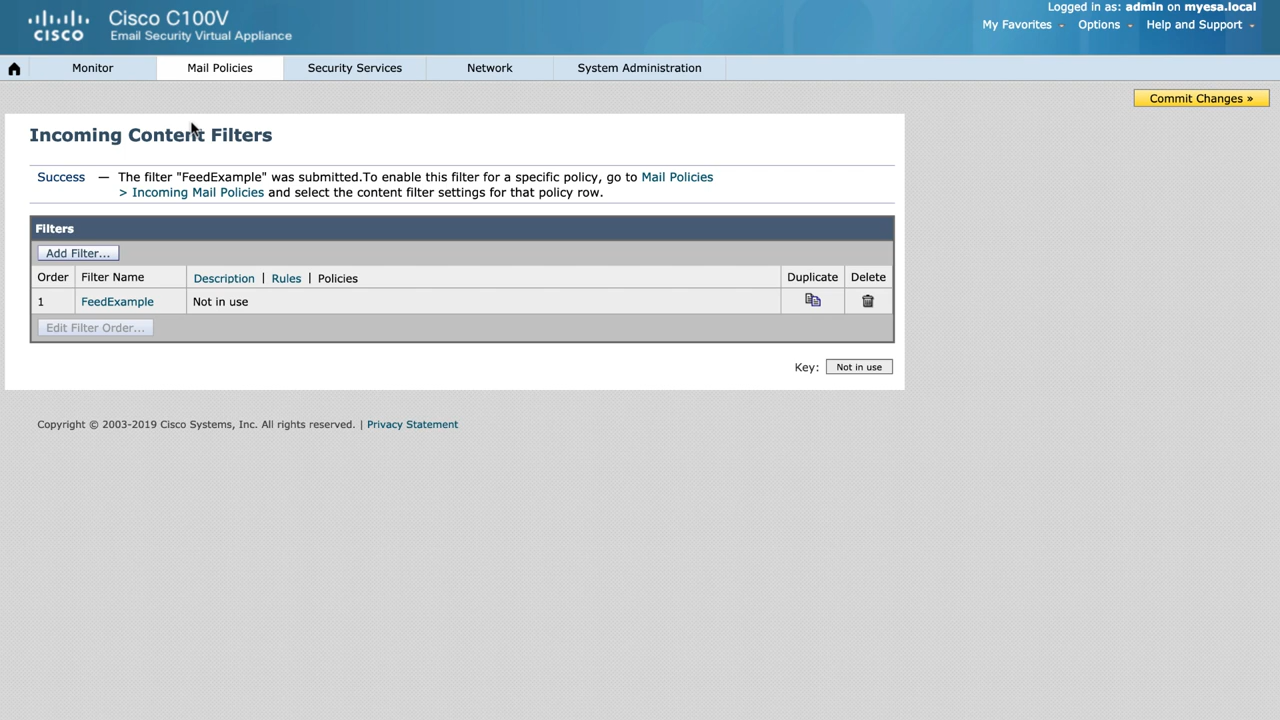 Logged in as: admin on myesa.local
CISCO
Cisco C100V
Email Security Virtual Appliance
My Favorites Options Help and Support
Monitor Mail Policies Security Services Network System Administration
Commit Changes »
Incoming Content Filters
Success — The filter "FeedExample" was submitted.To enable this filter for a specific policy, go to Mail Policies
> Incoming Mail Policies and select the content filter settings for that policy row.
Filters
Add Filter...
Order Filter Name Description | Rules | Policies Duplicate Delete
1 FeedExample Not in use
Edit Filter Order...
Key: Not in use
Copyright © 2003-2019 Cisco Systems, Inc. All rights reserved. | Privacy Statement